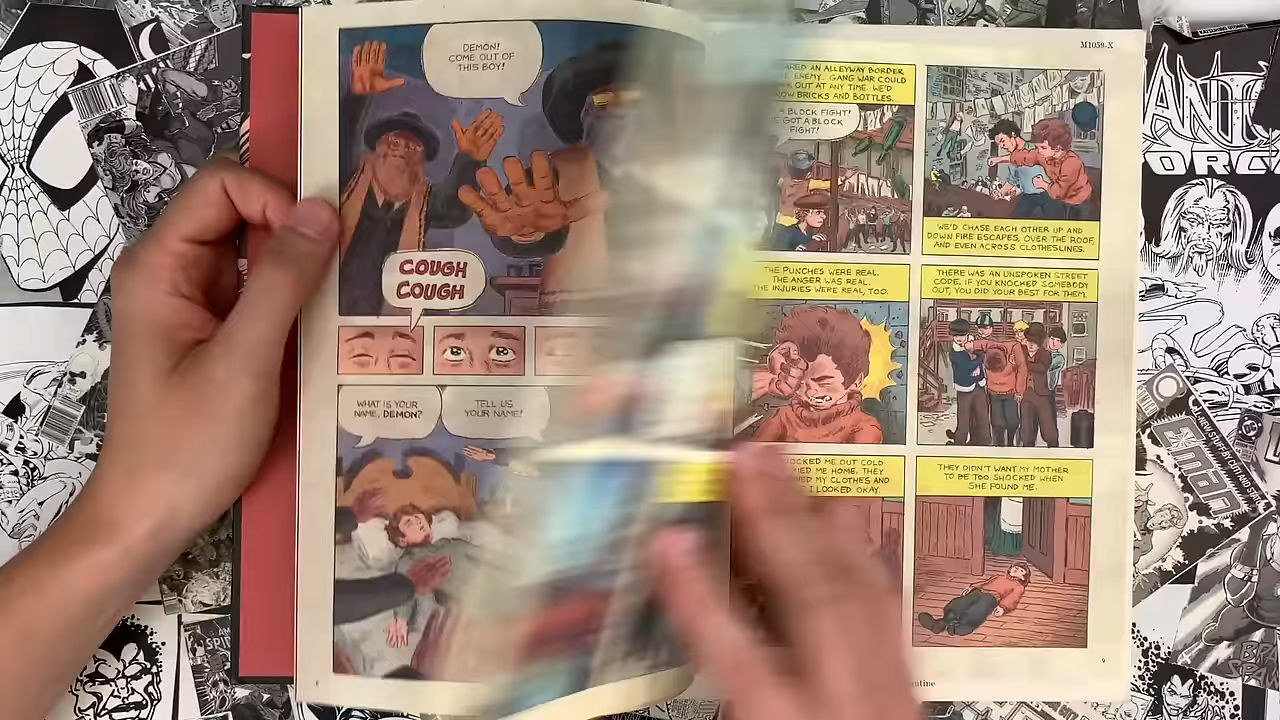 DEMON!
COME OUT OF
THIS BOY!
COUGH
COUGH
WHAT IS YOUR
NAME, DEMON?
TELL US
YOUR NAME!
M1059-X
AN ALLEYWAY BORDER
ENEMY. GANG WAR COULD
OUT AT ANY TIME. WE'D
BRICKS AND BOTTLES.
A BLOCK FIGHT!
GOT A BLOCK
FIGHT!
WE'D CHASE EACH OTHER UP AND
DOWN FIRE ESCAPES, OVER THE ROOF,
AND EVEN ACROSS CLOTHESLINES.
THE PUNCHES WERE REAL.
THE ANGER WAS REAL.
THE INJURIES WERE REAL, TOO.
THERE WAS AN UNSPOKEN STREET
CODE. IF YOU KNOCKED SOMEBODY
OUT, YOU DID YOUR BEST FOR THEM.
ME OUT COLD
ME HOME. THEY
MY CLOTHES AND
I LOOKED OKAY.
THEY DIDN'T WANT MY MOTHER
TO BE TOO SHOCKED WHEN
SHE FOUND ME.
9